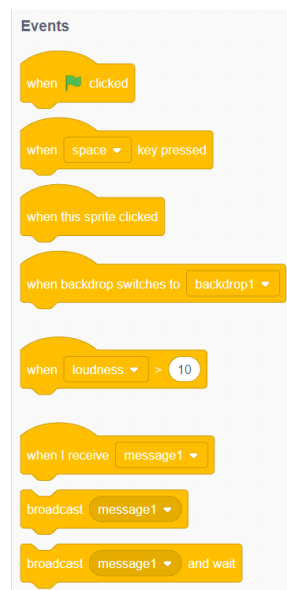 Events
when clicked
when space key pressed
when this sprite clicked
when backdrop switches to backdrop1
when loudness > 10
when I receive message1
broadcast message1
broadcast message1 and wait